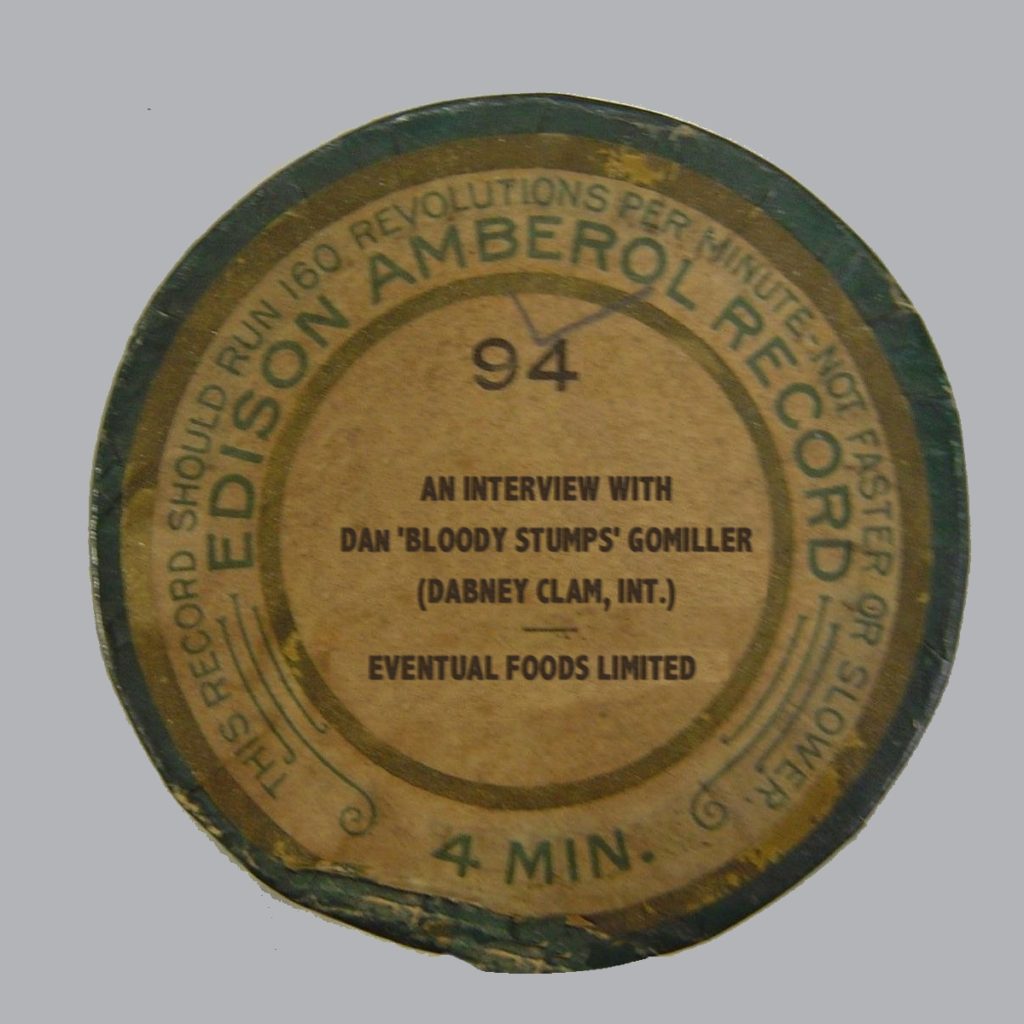 THIS RECORD SHOULD RUN 160 REVOLUTIONS PER MINUTE-NOT FASTER OR SLOWER.
EDISON AMBEROL RECORD
94
AN INTERVIEW WITH
DAN 'BLOODY STUMPS' GOMILLER
(DABNEY CLAM, INT.)
EVENTUAL FOODS LIMITED
4 MIN.